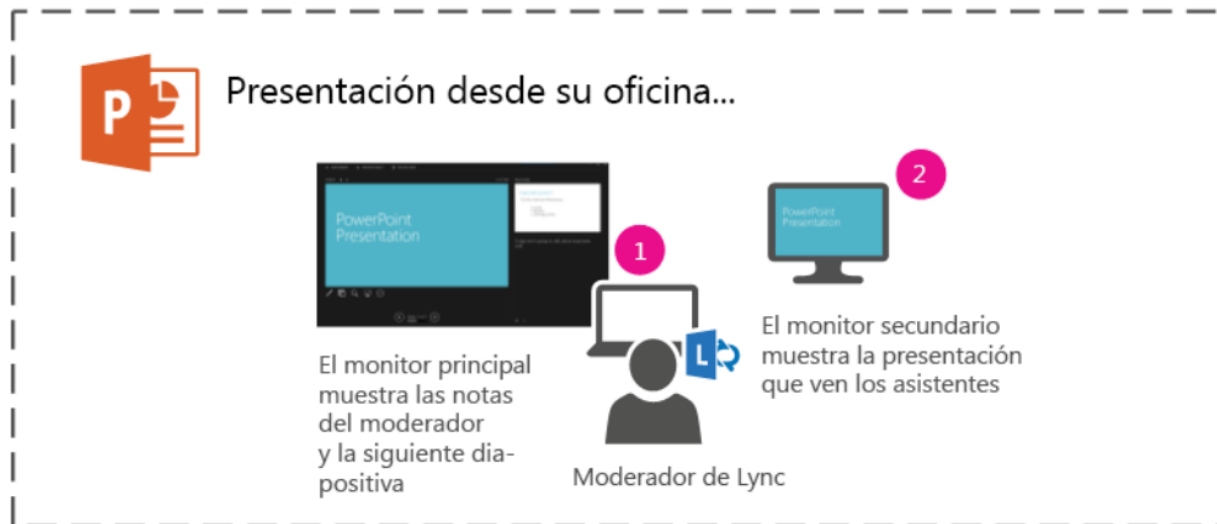 P
Presentación desde su oficina...
PowerPoint
Presentation
1
2
PowerPoint
Presentation
L
El monitor principal
muestra las notas
del moderador
y la siguiente dia-
positiva
Moderador de Lync
El monitor secundario
muestra la presentación
que ven los asistentes